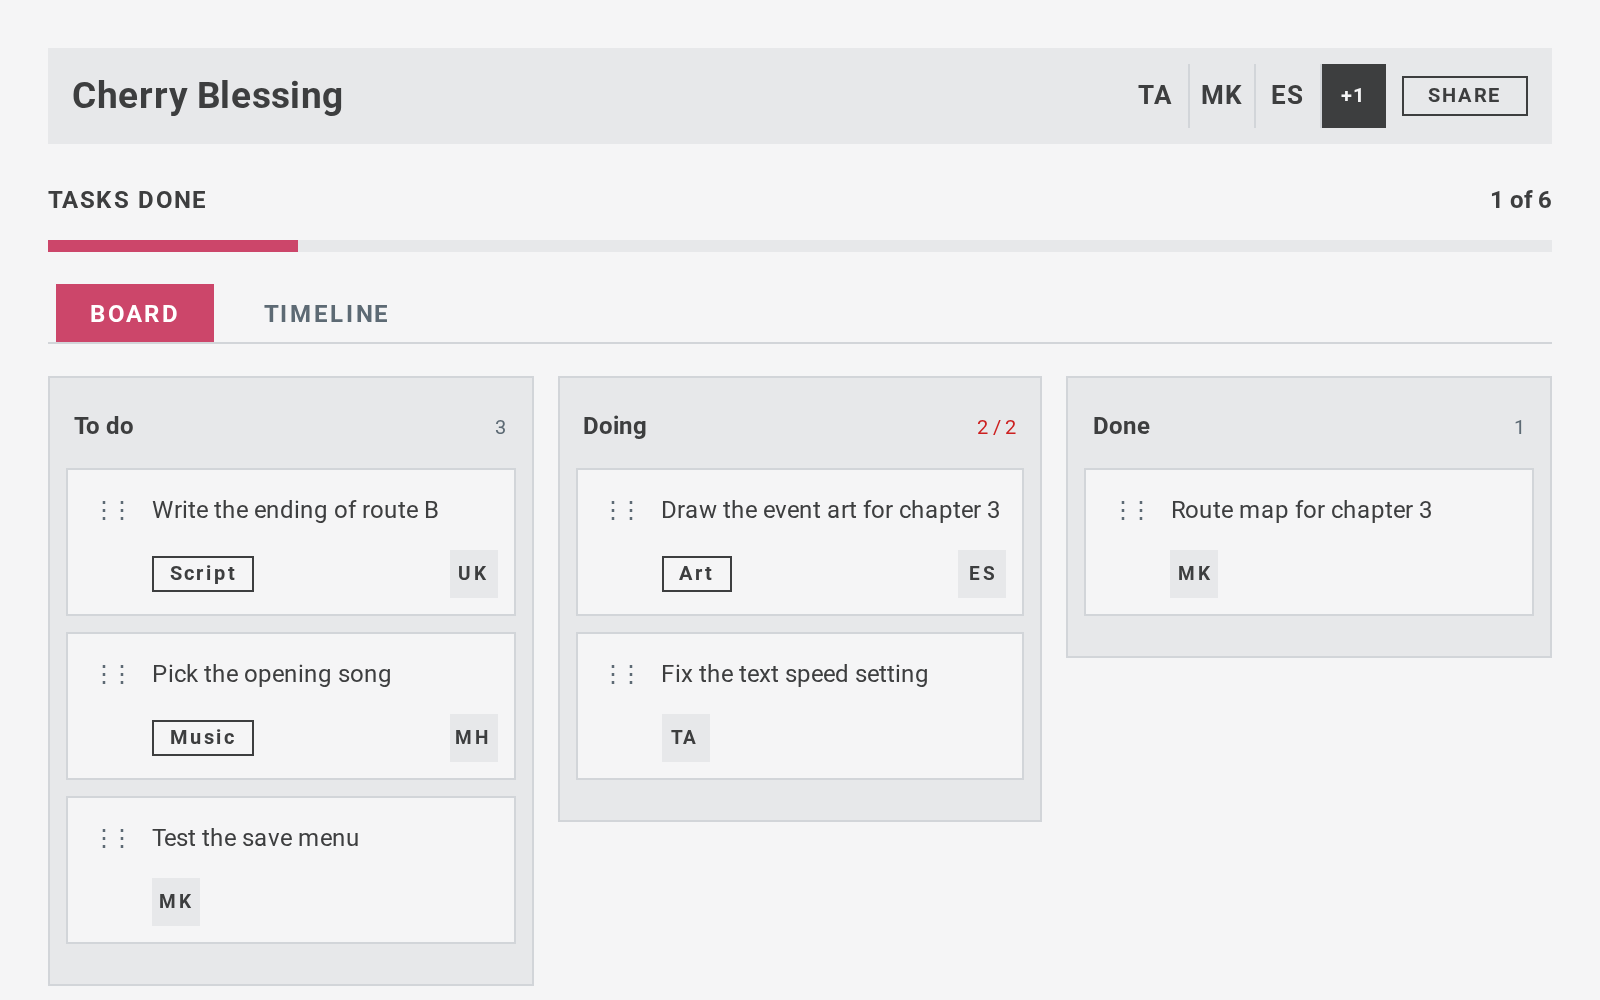 Cherry Blessing
TA MK ES +1 SHARE
TASKS DONE 1 of 6
BOARD TIMELINE
To do 3
Write the ending of route B
Script UK
Pick the opening song
Music MH
Test the save menu
MK
Doing 2 / 2
Draw the event art for chapter 3
Art ES
Fix the text speed setting
TA
Done 1
Route map for chapter 3
MK